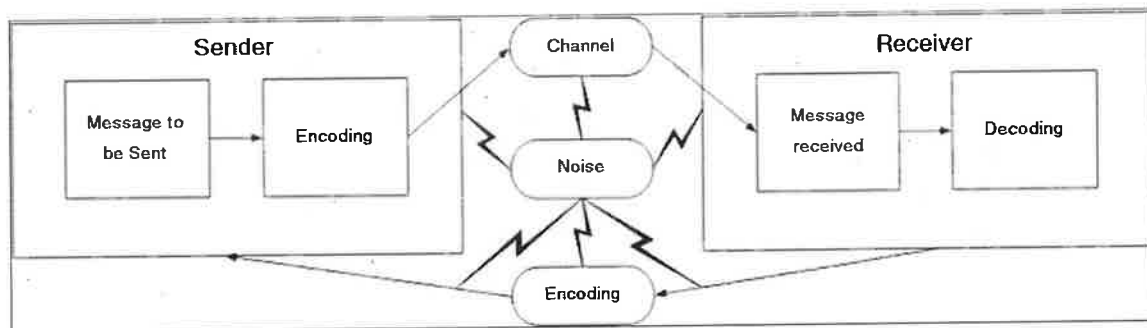 Sender
Message to
be Sent
Encoding
Channel
Noise
Encoding
Receiver
Message
received
Decoding